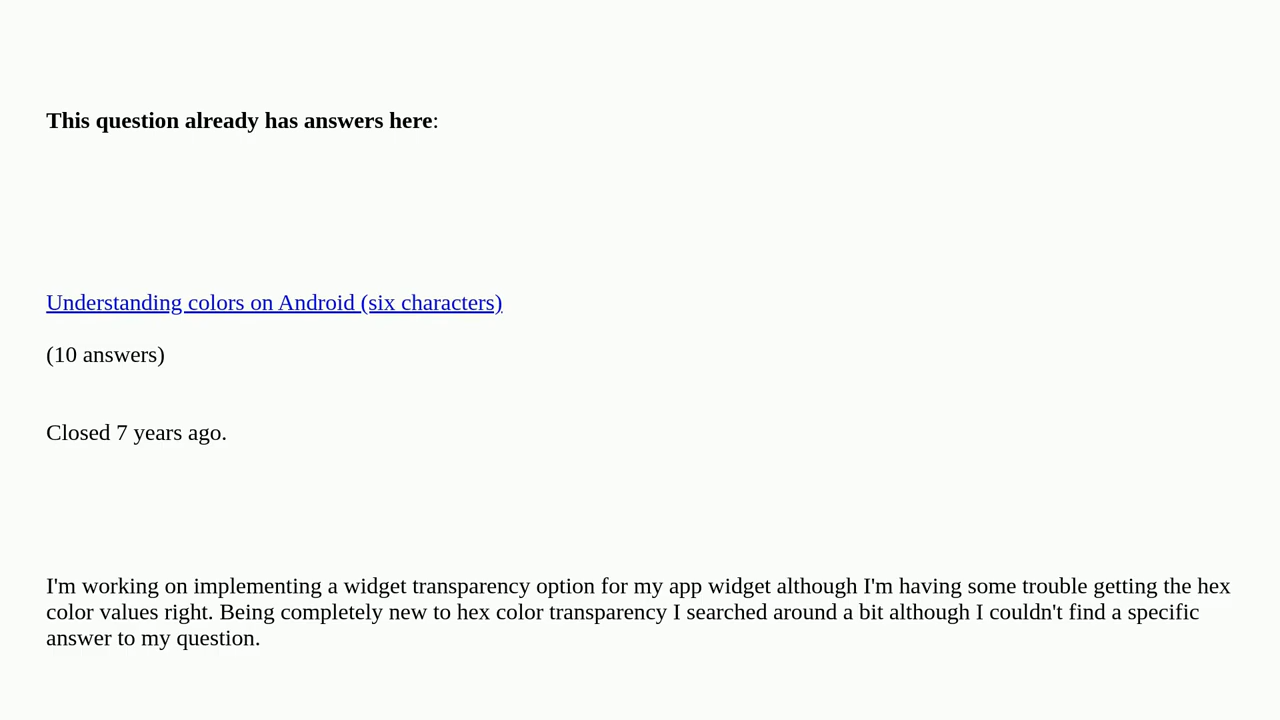 This question already has answers here:
Understanding colors on Android (six characters)
(10 answers)
Closed 7 years ago.
I'm working on implementing a widget transparency option for my app widget although I'm having some trouble getting the hex
color values right. Being completely new to hex color transparency I searched around a bit although I couldn't find a specific
answer to my question.